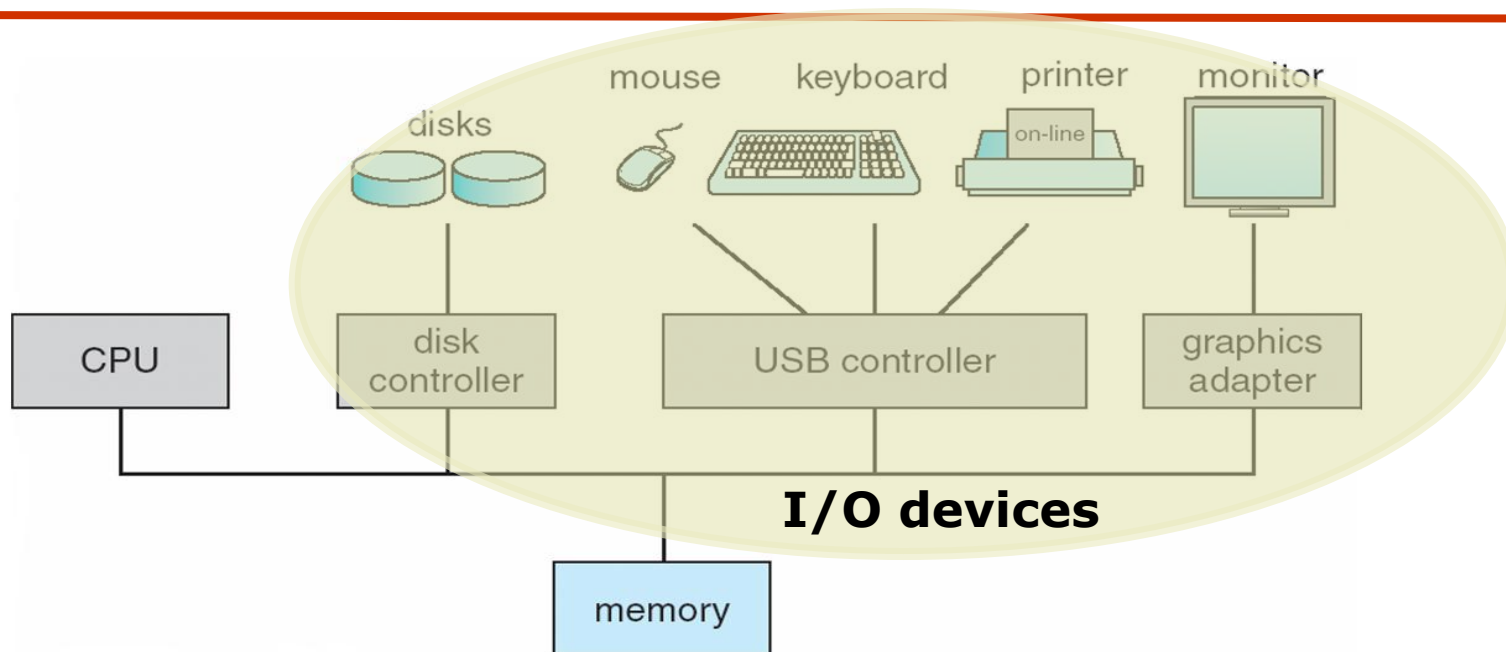 mouse
keyboard
printer
monitor
disks
on-line
CPU
disk
controller
USB controller
graphics
adapter
I/O devices
memory